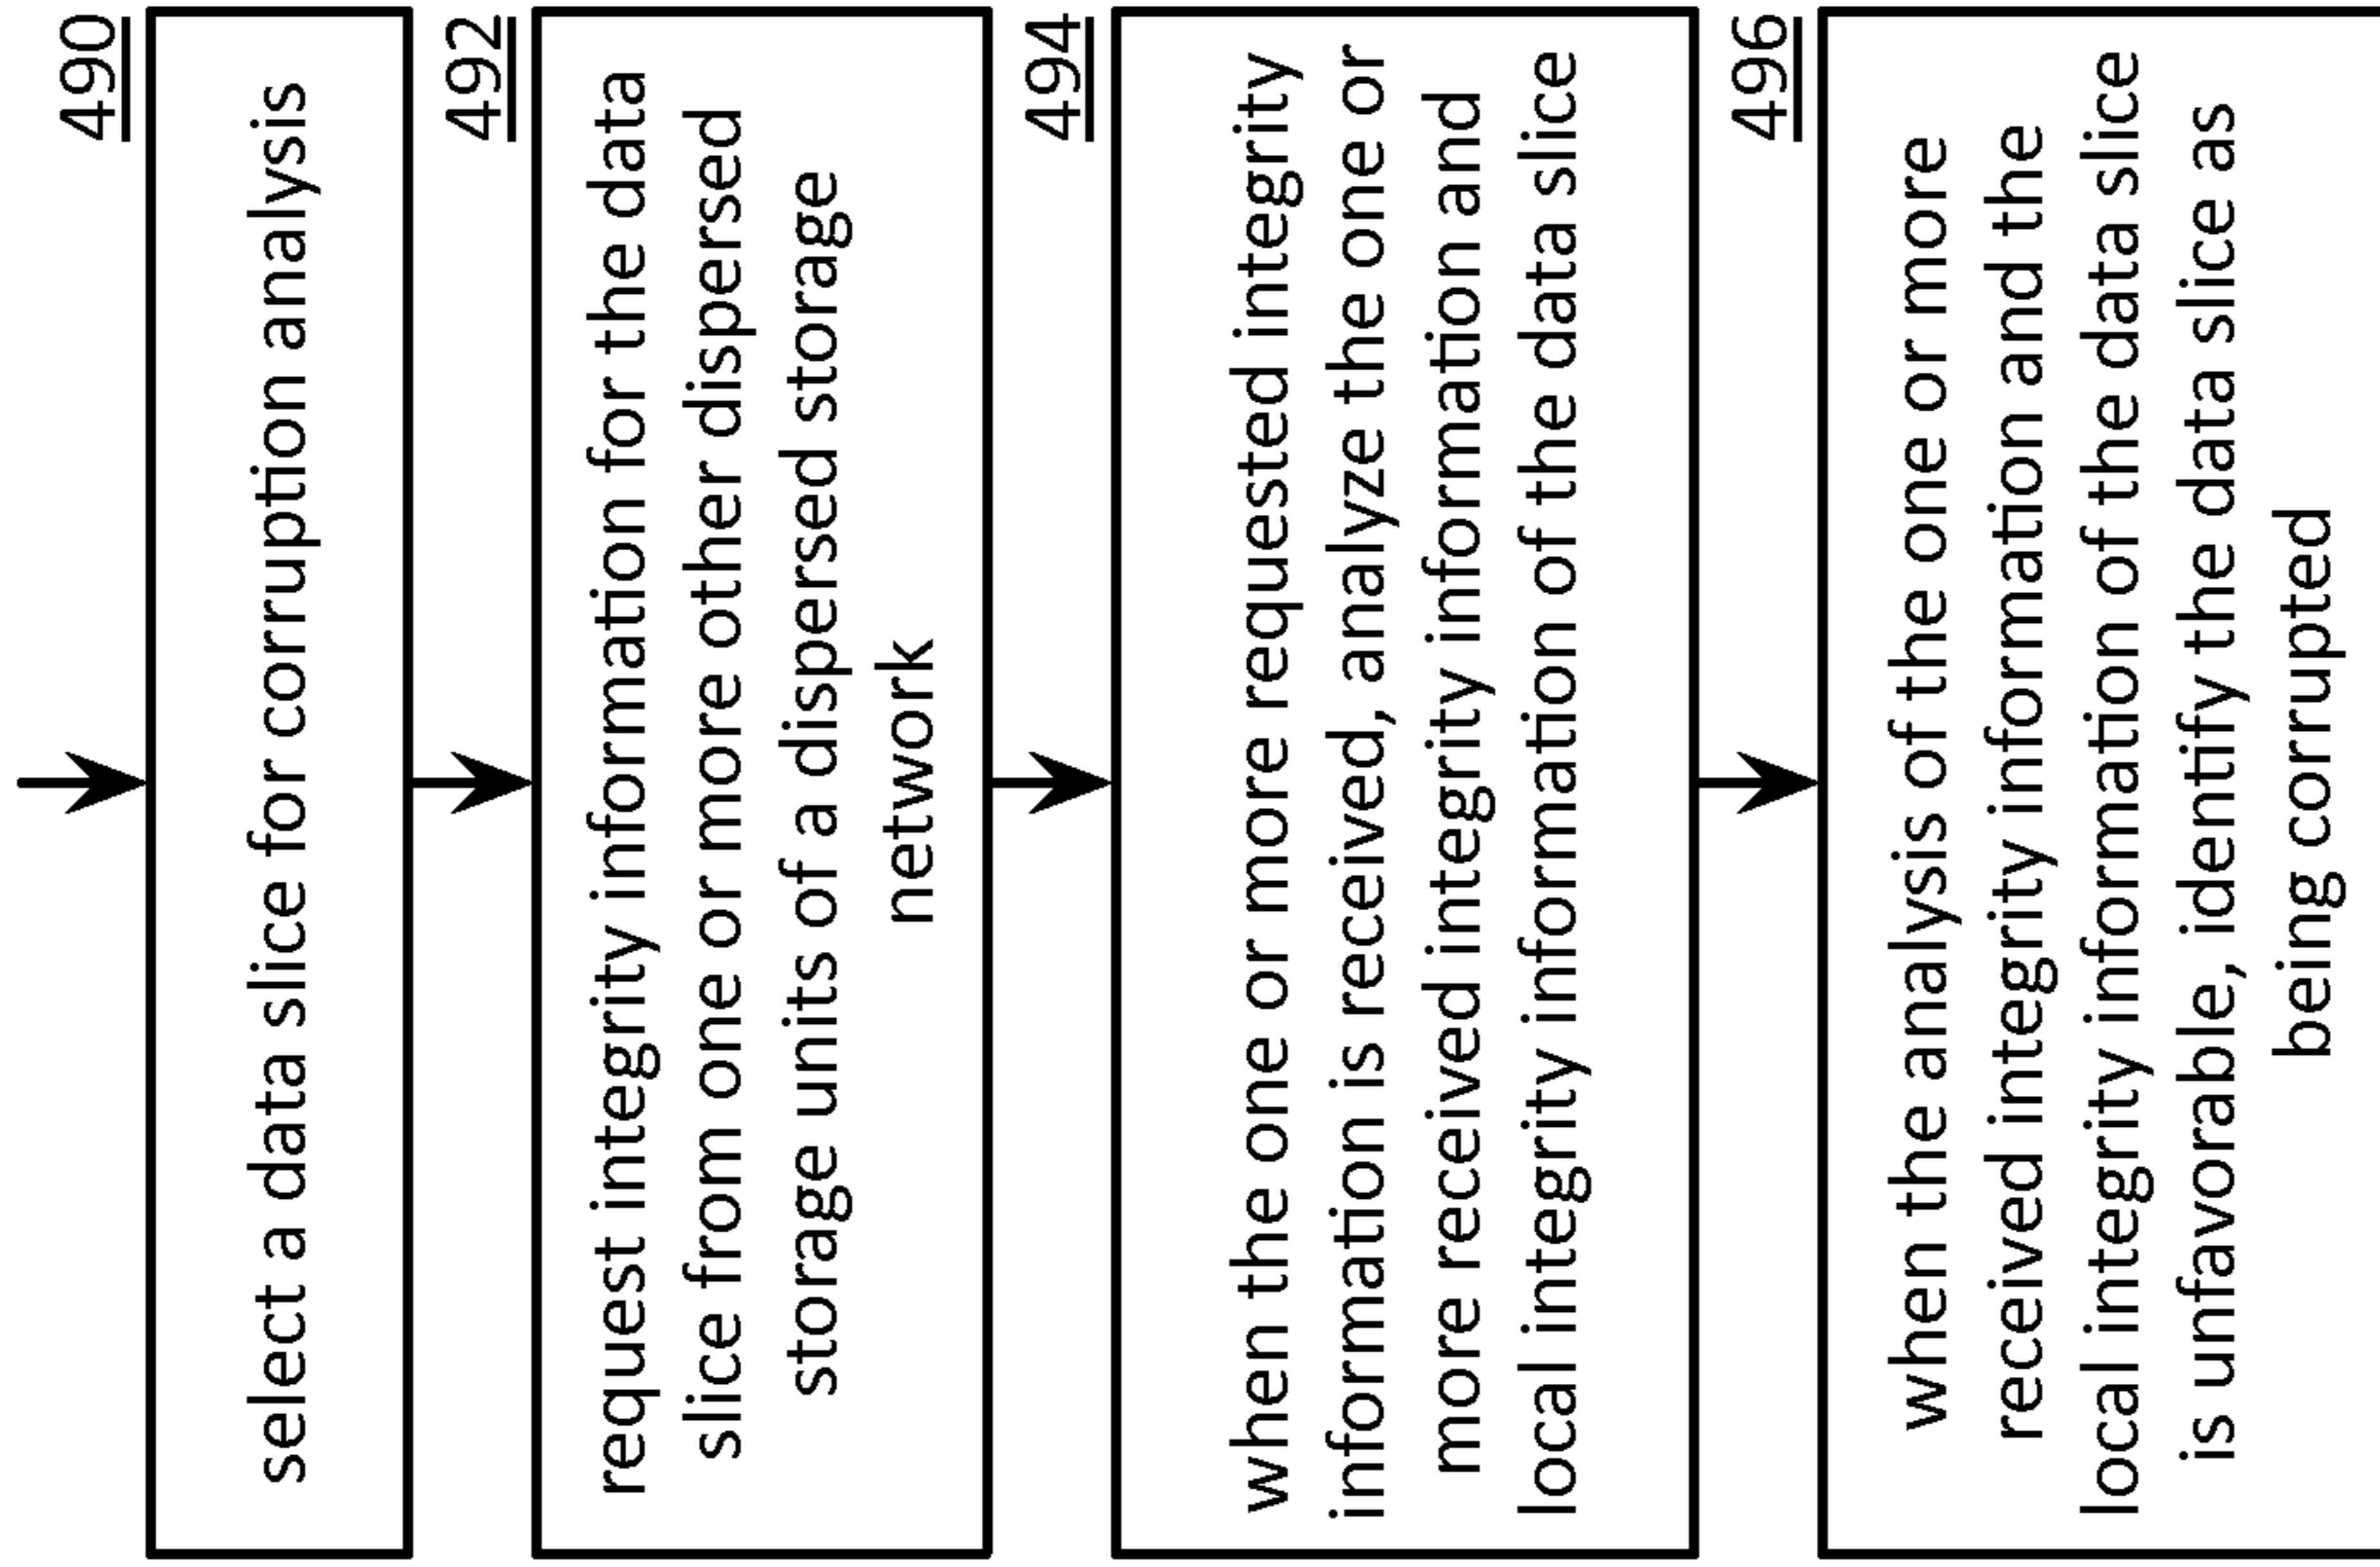 490
select a data slice for corruption analysis
492
request integrity information for the data
slice from one or more other dispersed
storage units of a dispersed storage
network
494
when the one or more requested integrity
information is received, analyze the one or
more received integrity information and
local integrity information of the data slice
496
when the analysis of the one or more
received integrity information and the
local integrity information of the data slice
is unfavorable, identify the data slice as
being corrupted